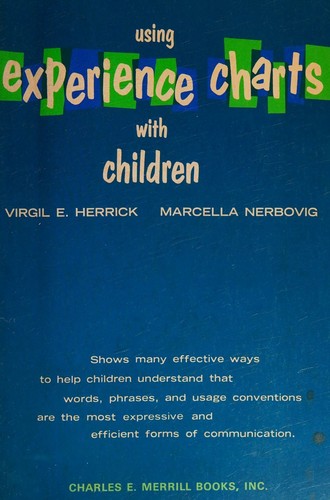 using
experience charts
with
children
VIRGIL E. HERRICK MARCELLA NERBOVIG
Shows many effective ways
to help children understand that
words, phrases, and usage conventions
are the most expressive and
efficient forms of communication.
CHARLES E. MERRILL BOOKS, INC.